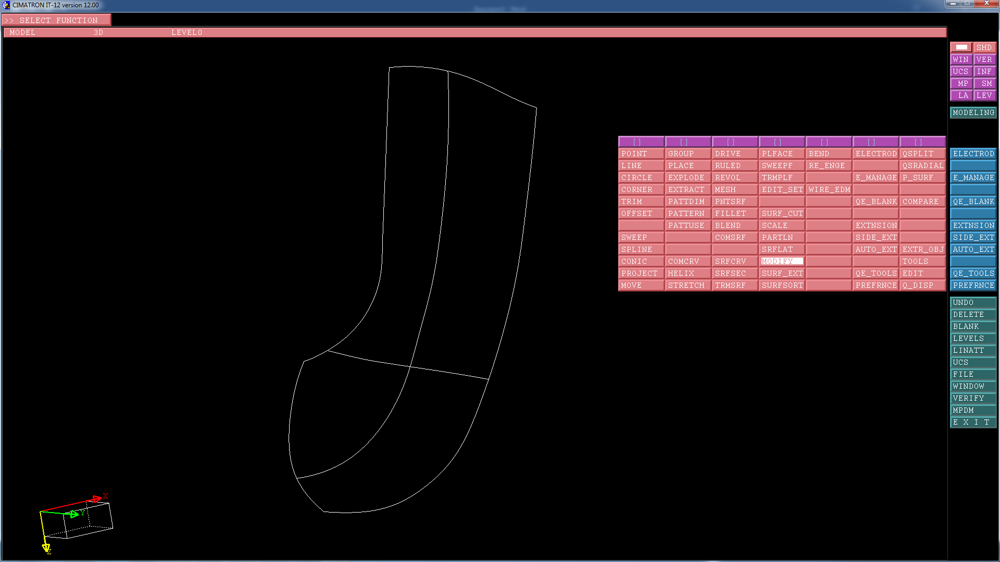 CIMATRON IT-12 version 12.00
>> SELECT FUNCTION
MODEL 3D LEVEL0
SHD
WIN VER
UCS INF
MP SM
LA LEV
MODELING
[] [] [] [] [] [] []
POINT GROUP DRIVE PLFACE BEND ELECTROD QSPLIT ELECTROD
LINE PLACE RULED SWEEPF RE_ENGE QSRADIAL
CIRCLE EXPLODE REVOL TRMPLF E_MANAGE P_SURF E_MANAGE
CORNER EXTRACT MESH EDIT_SET WIRE_EDM
TRIM PATTDIM PNTSRF QE_BLANK COMPARE QE_BLANK
OFFSET PATTERN FILLET SURF_CUT
PATTUSE BLEND SCALE EXTNSION EXTNSION
SWEEP COMSRF PARTLN SIDE_EXT SIDE_EXT
SPLINE SRFLAT AUTO_EXT EXTR_OBJ AUTO_EXT
CONIC COMCRV SRFCRV MODIFY TOOLS
PROJECT HELIX SRFSEC SURF_EXT QE_TOOLS EDIT QE_TOOLS
MOVE STRETCH TRMSRF SURFSORT PREFRNCE Q_DISP PREFRNCE
UNDO
DELETE
BLANK
LEVELS
LINATT
UCS
FILE
WINDOW
VERIFY
MPDM
E X I T
X
Y
Z